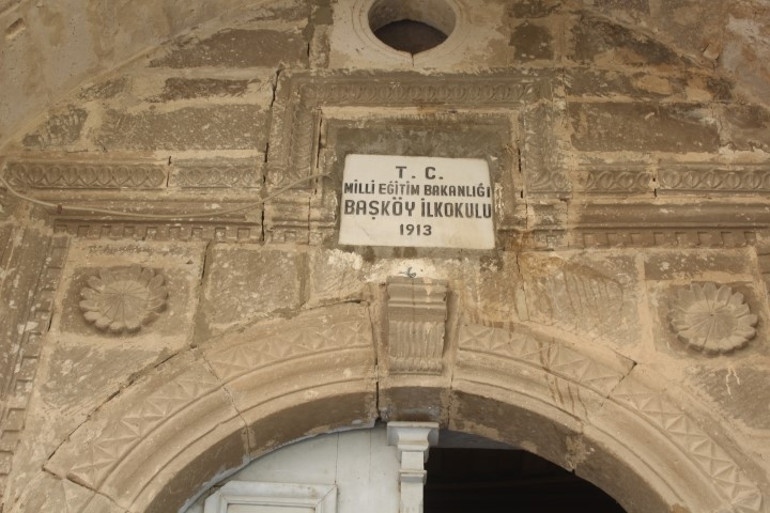 T. C.
MİLLİ EĞİTİM BAKANLIĞI
BAŞKÖY İLKOKULU
1913